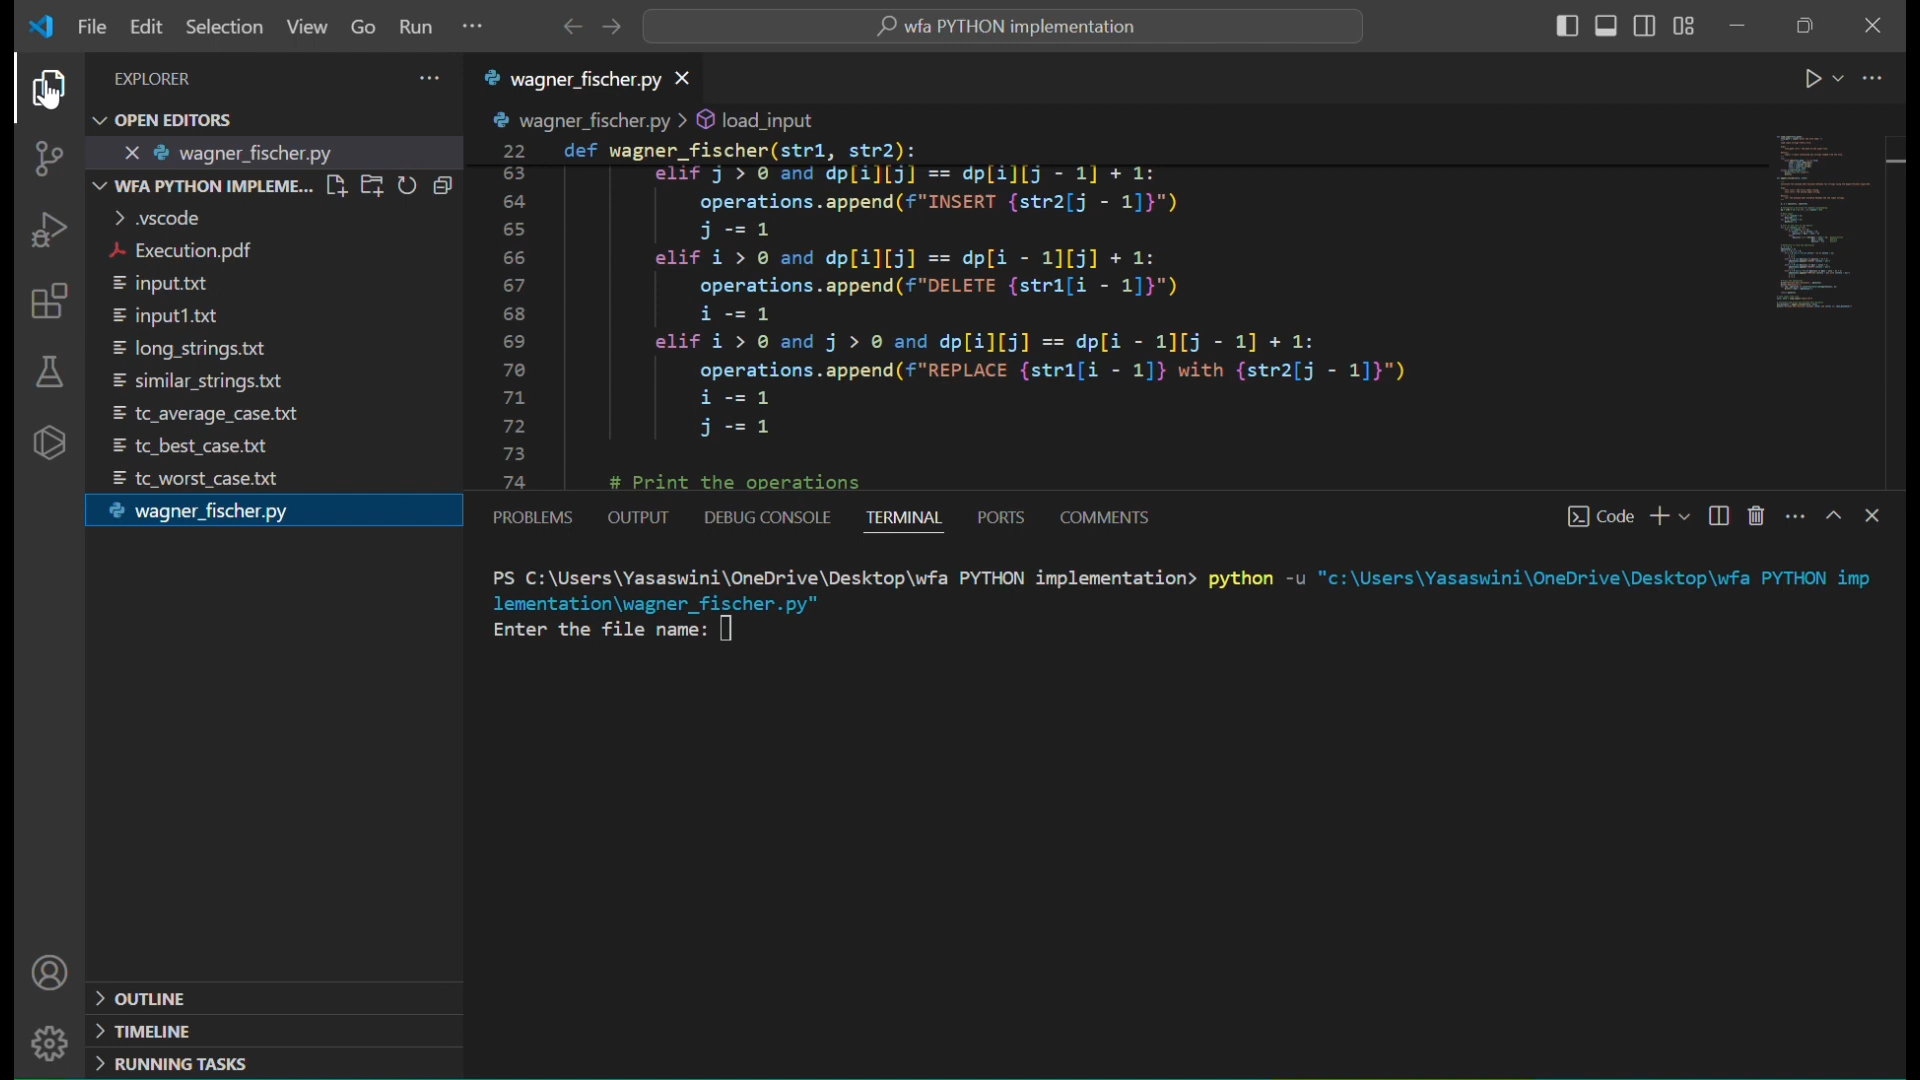 File Edit Selection View Go Run ···
wfa PYTHON implementation
EXPLORER
OPEN EDITORS
wagner_fischer.py
WFA PYTHON IMPLEME...
.vscode
Execution.pdf
input.txt
input1.txt
long_strings.txt
similar_strings.txt
tc_average_case.txt
tc_best_case.txt
tc_worst_case.txt
wagner_fischer.py
OUTLINE
TIMELINE
RUNNING TASKS
wagner_fischer.py
wagner_fischer.py > load_input
22 def wagner_fischer(str1, str2):
63 elif j > 0 and dp[i][j] == dp[i][j - 1] + 1:
64 operations.append(f"INSERT {str2[j - 1]}")
65 j -= 1
66 elif i > 0 and dp[i][j] == dp[i - 1][j] + 1:
67 operations.append(f"DELETE {str1[i - 1]}")
68 i -= 1
69 elif i > 0 and j > 0 and dp[i][j] == dp[i - 1][j - 1] + 1:
70 operations.append(f"REPLACE {str1[i - 1]} with {str2[j - 1]}")
71 i -= 1
72 j -= 1
73
74 # Print the operations
PROBLEMS OUTPUT DEBUG CONSOLE TERMINAL PORTS COMMENTS
Code
PS C:\Users\Yasaswini\OneDrive\Desktop\wfa PYTHON implementation> python -u "c:\Users\Yasaswini\OneDrive\Desktop\wfa PYTHON imp
lementation\wagner_fischer.py"
Enter the file name: